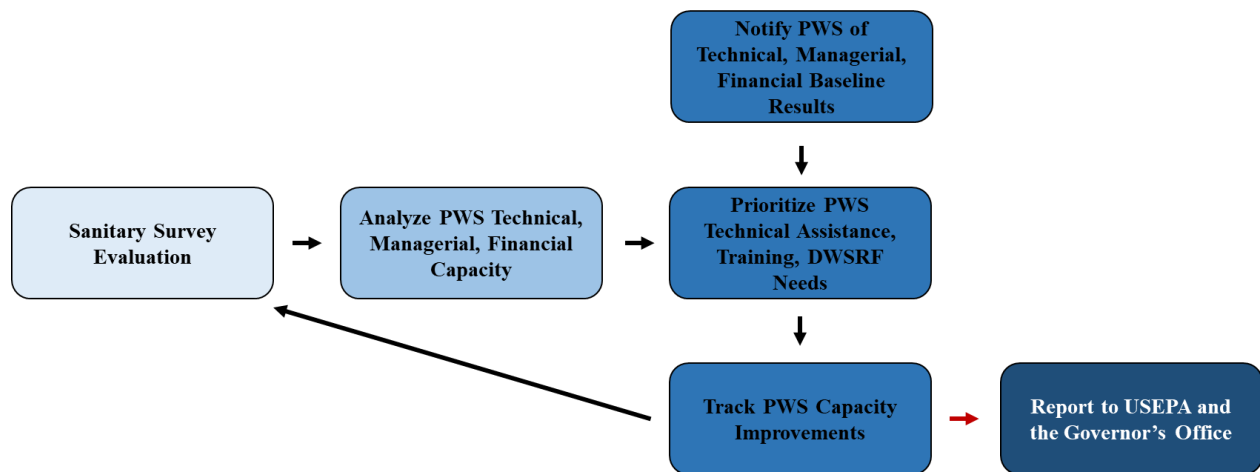 Notify PWS of
Technical, Managerial,
Financial Baseline
Results
Sanitary Survey
Evaluation
Analyze PWS Technical,
Managerial, Financial
Capacity
Prioritize PWS
Technical Assistance,
Training, DWSRF
Needs
Track PWS Capacity
Improvements
Report to USEPA and
the Governor’s Office